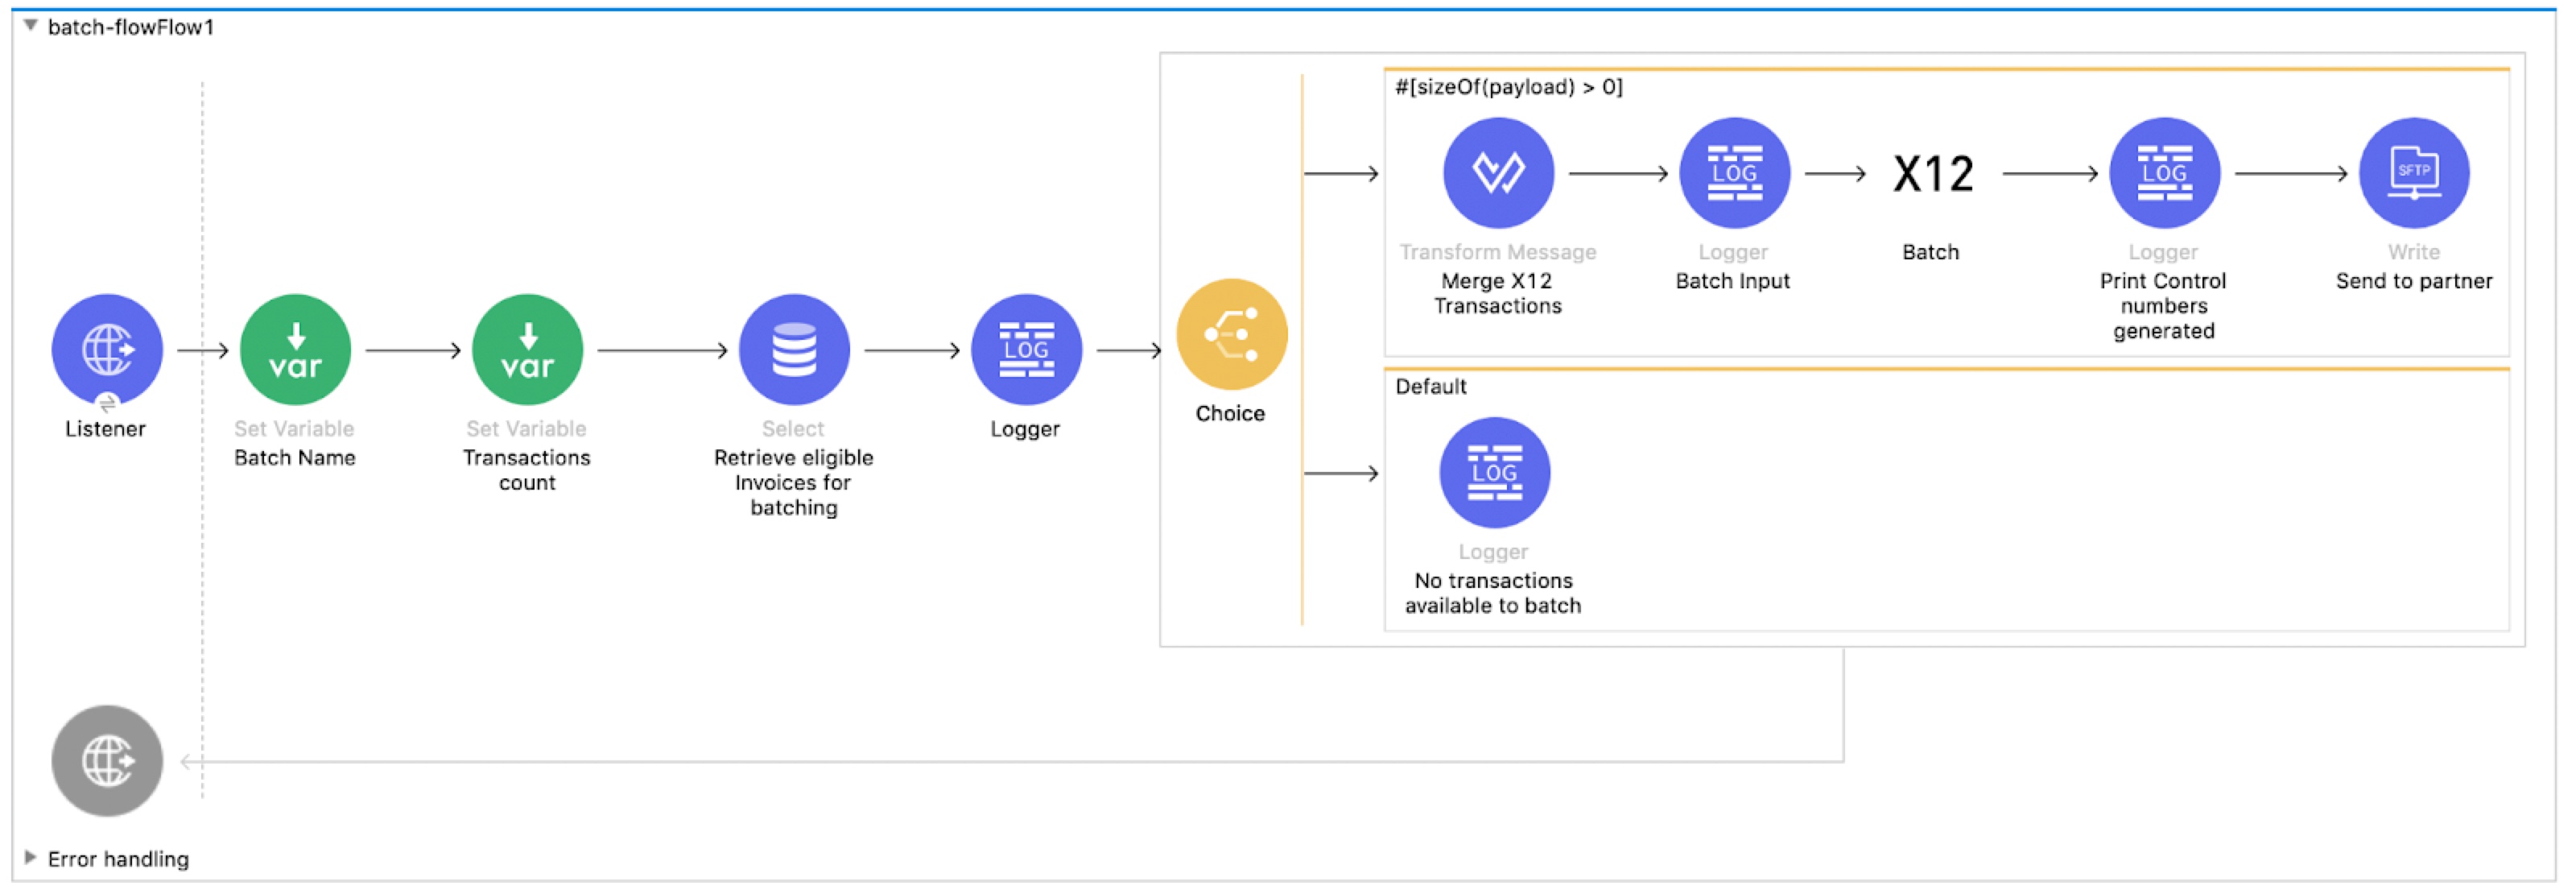 batch-flowFlow1
Listener
var
Set Variable
Batch Name
var
Set Variable
Transactions
count
Select
Retrieve eligible
Invoices for
batching
LOG
Logger
Choice
#[sizeOf(payload) > 0]
Transform Message
Merge X12
Transactions
LOG
Logger
Batch Input
X12
Batch
LOG
Logger
Print Control
numbers
generated
SFTP
Write
Send to partner
Default
LOG
Logger
No transactions
available to batch
Error handling